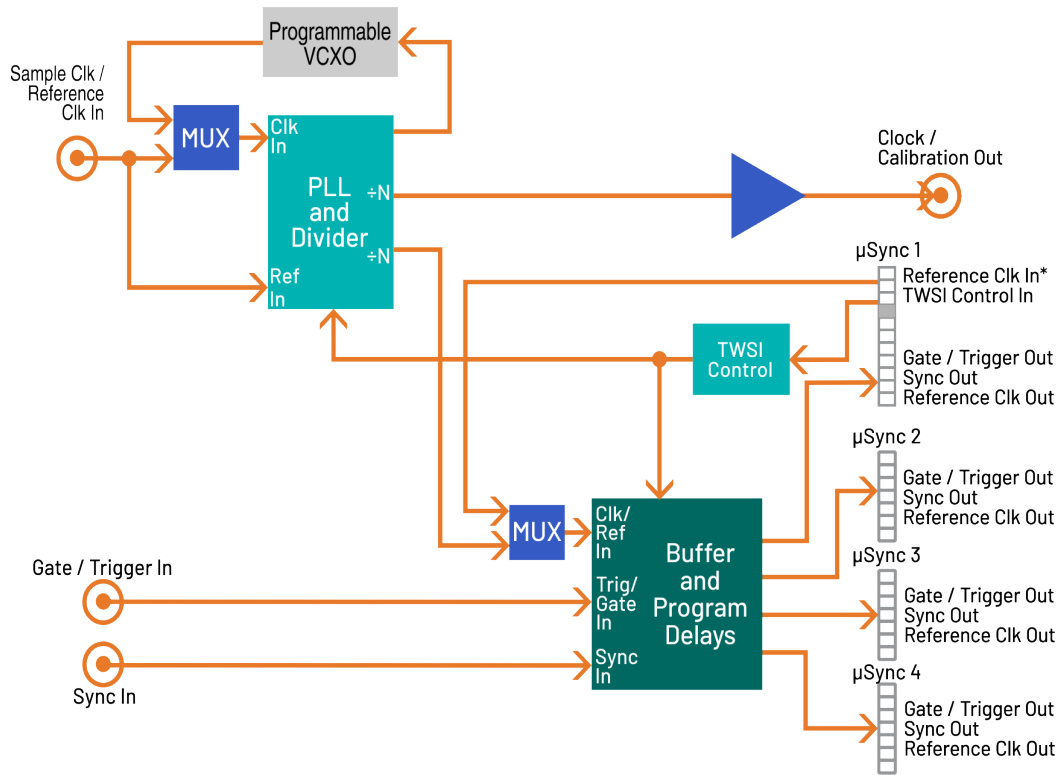 Programmable
VCXO
Sample Clk /
Reference
Clk In
MUX
Clk
In
PLL
and
Divider
÷N
÷N
Ref
In
Clock /
Calibration Out
µSync 1
Reference Clk In*
TWSI Control In
Gate / Trigger Out
Sync Out
Reference Clk Out
TWSI
Control
µSync 2
Gate / Trigger Out
Sync Out
Reference Clk Out
MUX
Clk/
Ref
In
Trig/
Gate
In
Sync
In
Buffer
and
Program
Delays
Gate / Trigger In
Sync In
µSync 3
Gate / Trigger Out
Sync Out
Reference Clk Out
µSync 4
Gate / Trigger Out
Sync Out
Reference Clk Out